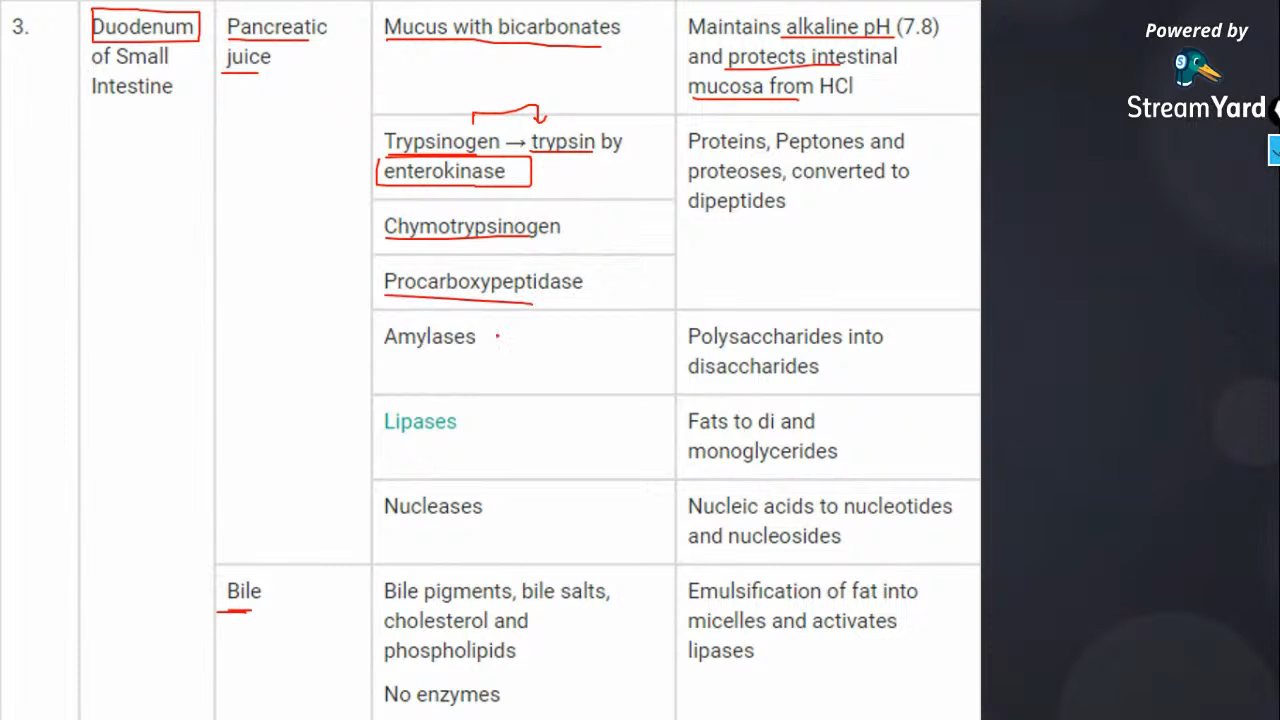 3.
Duodenum
of Small
Intestine
Pancreatic
juice
Mucus with bicarbonates
Maintains alkaline pH (7.8)
and protects intestinal
mucosa from HCl
Trypsinogen → trypsin by
enterokinase
Proteins, Peptones and
proteoses, converted to
dipeptides
Chymotrypsinogen
Procarboxypeptidase
Amylases
Polysaccharides into
disaccharides
Lipases
Fats to di and
monoglycerides
Nucleases
Nucleic acids to nucleotides
and nucleosides
Bile
Bile pigments, bile salts,
cholesterol and
phospholipids
No enzymes
Emulsification of fat into
micelles and activates
lipases
Powered by
S
StreamYard